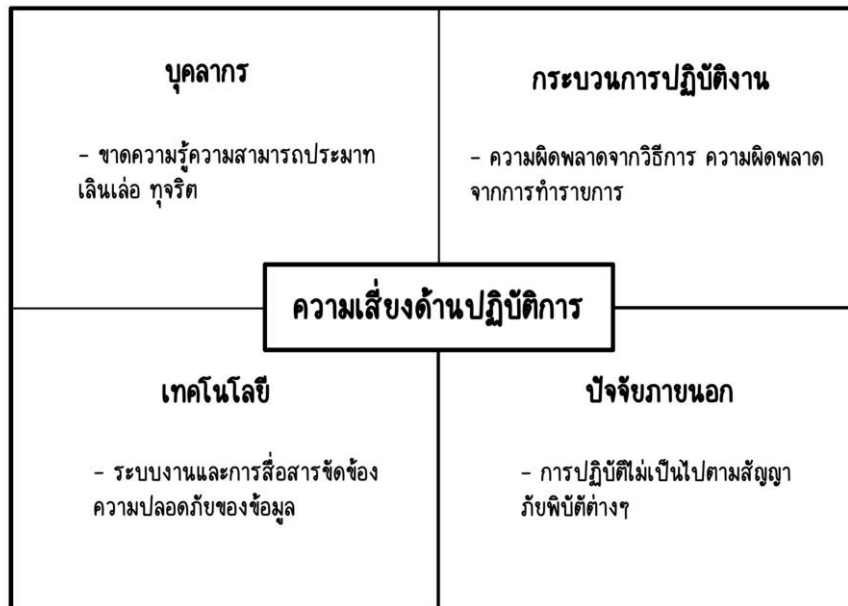 บุคลากร
- ขาดความรู้ความสามารถประมาท
เลินเล่อ ทุจริต
กระบวนการปฏิบัติงาน
- ความผิดพลาดจากวิธีการ ความผิดพลาด
จากการทำรายการ
ความเสี่ยงด้านปฏิบัติการ
เทคโนโลยี
- ระบบงานและการสื่อสารขัดข้อง
ความปลอดภัยของข้อมูล
ปัจจัยภายนอก
- การปฏิบัติไม่เป็นไปตามสัญญา
ภัยพิบัติต่างๆ